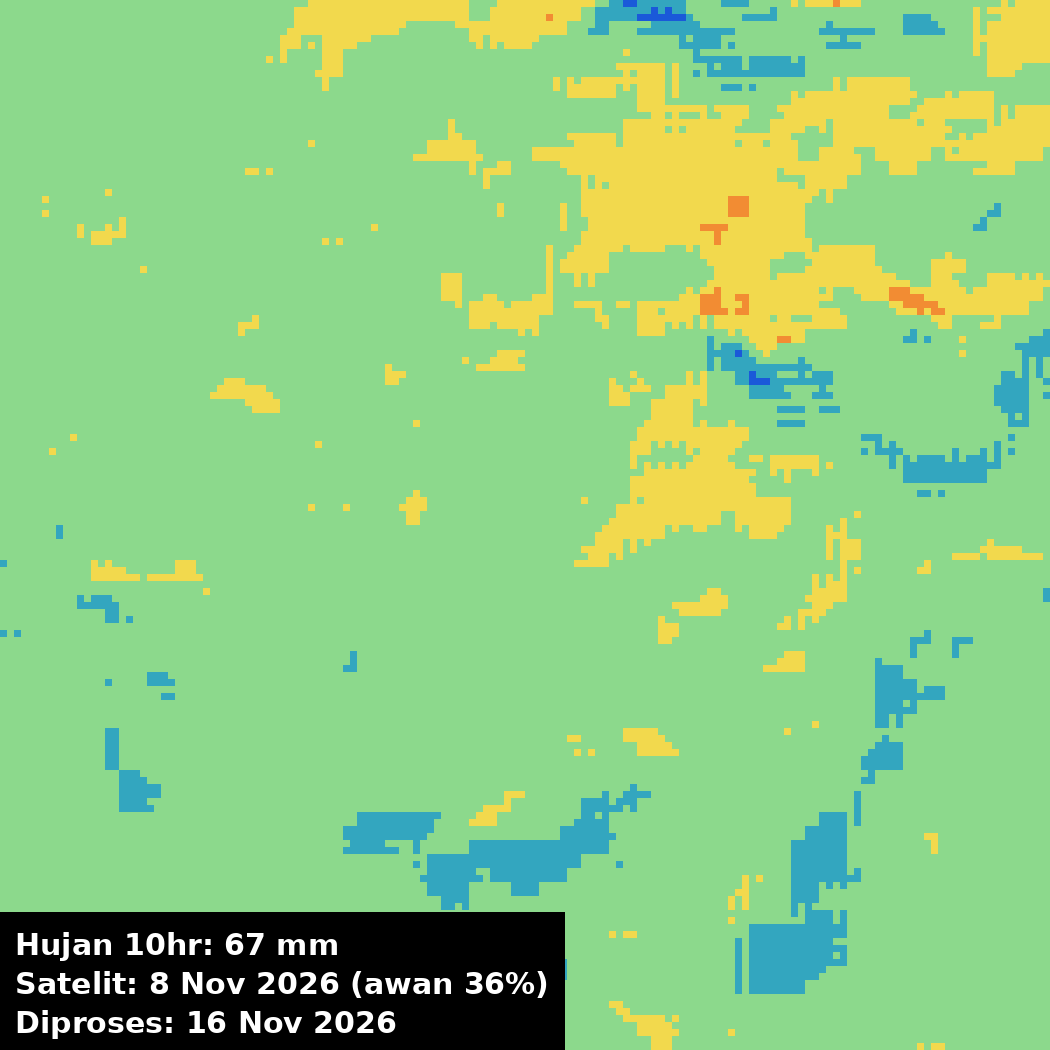 Hujan 10hr: 67 mm
Satelit: 8 Nov 2026 (awan 36%)
Diproses: 16 Nov 2026